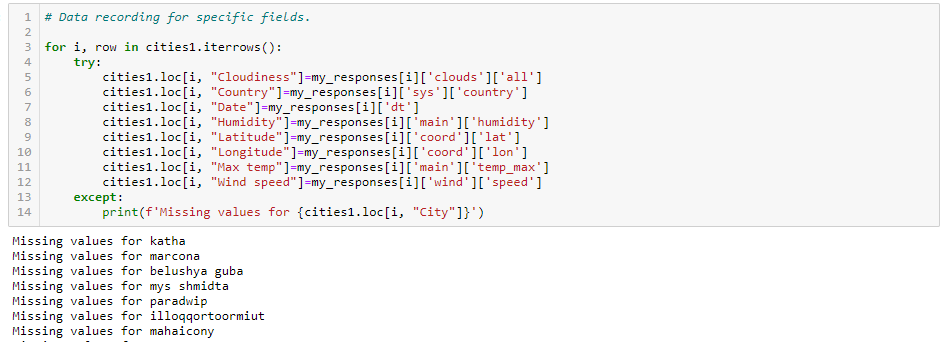 1 # Data recording for specific fields.
2
3 for i, row in cities1.iterrows():
4     try:
5         cities1.loc[i, "Cloudiness"]=my_responses[i]['clouds']['all']
6         cities1.loc[i, "Country"]=my_responses[i]['sys']['country']
7         cities1.loc[i, "Date"]=my_responses[i]['dt']
8         cities1.loc[i, "Humidity"]=my_responses[i]['main']['humidity']
9         cities1.loc[i, "Latitude"]=my_responses[i]['coord']['lat']
10         cities1.loc[i, "Longitude"]=my_responses[i]['coord']['lon']
11         cities1.loc[i, "Max temp"]=my_responses[i]['main']['temp_max']
12         cities1.loc[i, "Wind speed"]=my_responses[i]['wind']['speed']
13     except:
14         print(f'Missing values for {cities1.loc[i, "City"]}')
Missing values for katha
Missing values for marcona
Missing values for belushya guba
Missing values for mys shmidta
Missing values for paradwip
Missing values for illoqqortoormiut
Missing values for mahaicony